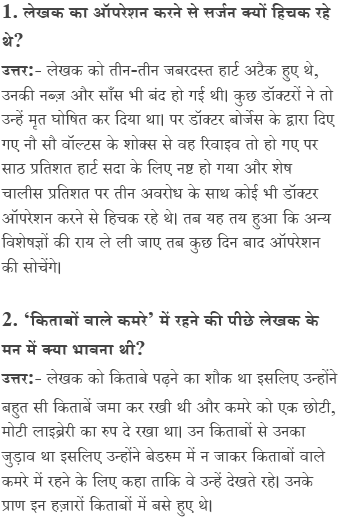 1. लेखक का ऑपरेशन करने से सर्जन क्यों हिचक रहे
थे?
उत्तर:- लेखक को तीन-तीन जबरदस्त हार्ट अटैक हुए थे,
उनकी नब्ज़ और साँस भी बंद हो गई थी। कुछ डॉक्टरों ने तो
उन्हें मृत घोषित कर दिया था। पर डॉक्टर बोर्जेस के द्वारा दिए
गए नौ सौ वॉल्टस के शोक्स से वह रिवाइव तो हो गए पर
साठ प्रतिशत हार्ट सदा के लिए नष्ट हो गया और शेष
चालीस प्रतिशत पर तीन अवरोध के साथ कोई भी डॉक्टर
ऑपरेशन करने से हिचक रहे थे। तब यह तय हुआ कि अन्य
विशेषज्ञों की राय ले ली जाए तब कुछ दिन बाद ऑपरेशन
की सोचेंगे।
2. ‘किताबों वाले कमरे’ में रहने की पीछे लेखक के
मन में क्या भावना थी?
उत्तर:- लेखक को किताबे पढ़ने का शौक था इसलिए उन्होंने
बहुत सी किताबें जमा कर रखी थी और कमरे को एक छोटी,
मोटी लाइब्रेरी का रुप दे रखा था। उन किताबों से उनका
जुड़ाव था इसलिए उन्होंने बेडरुम में न जाकर किताबों वाले
कमरे में रहने के लिए कहा ताकि वे उन्हें देखते रहे। उनके
प्राण इन हज़ारों किताबों में बसे हुए थे।